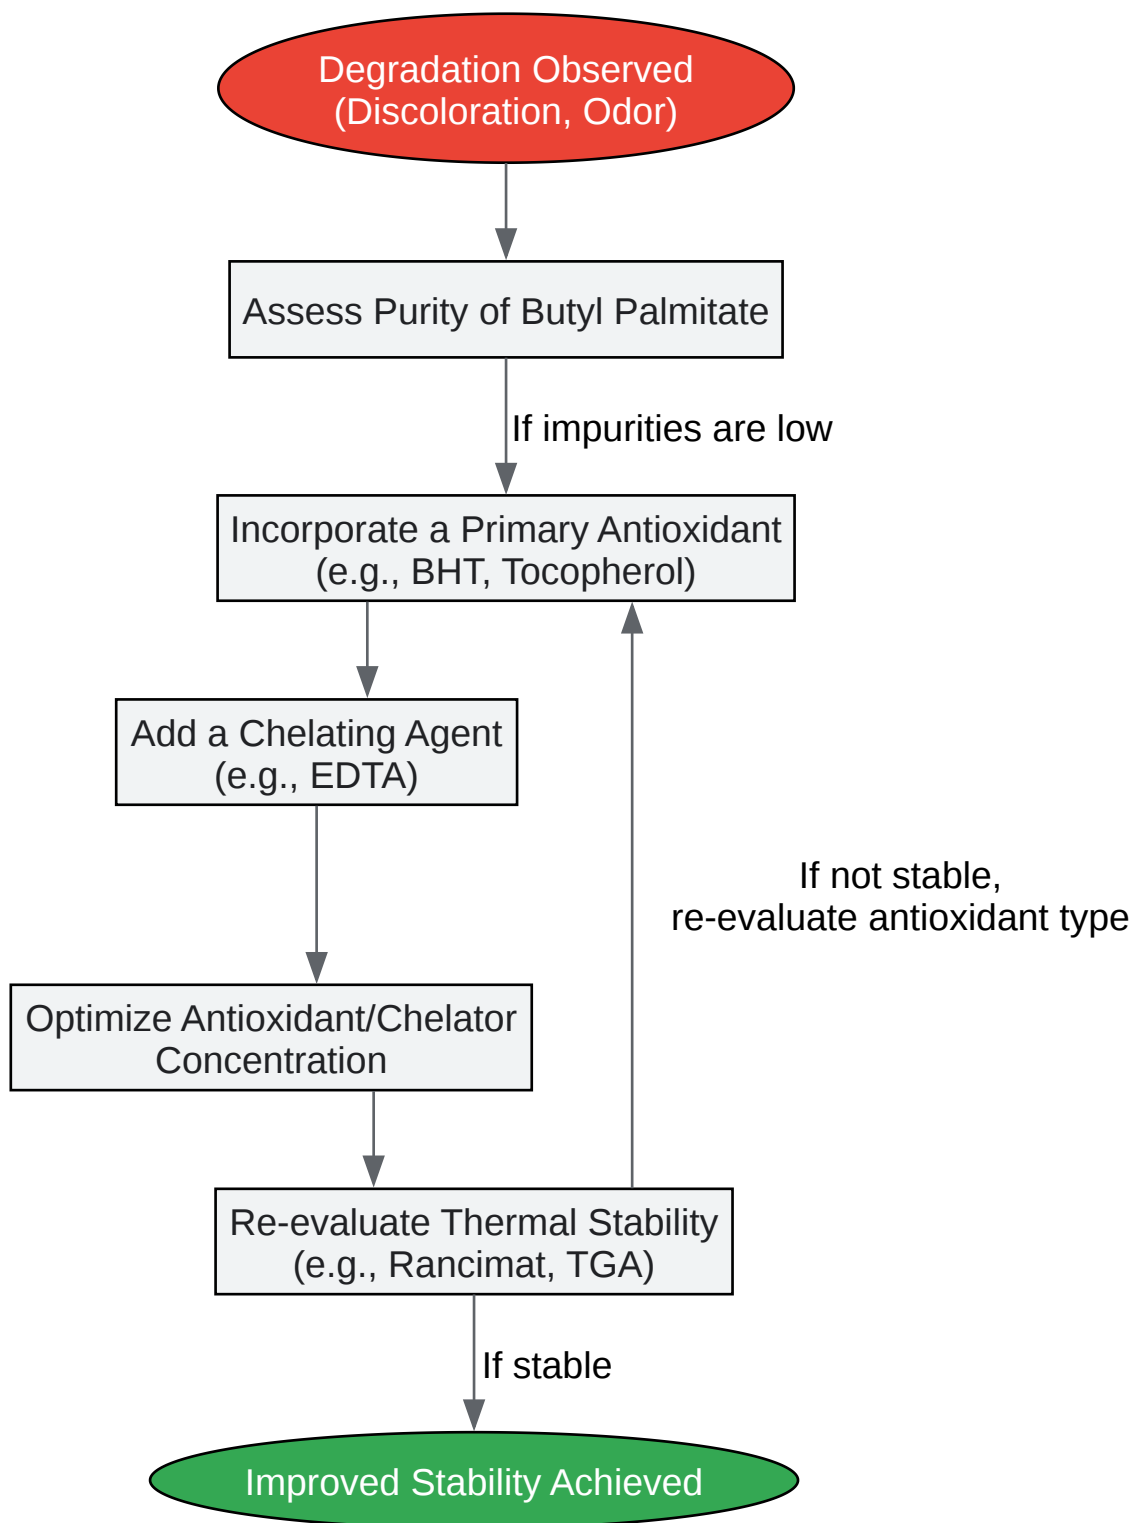 Degradation Observed
(Discoloration, Odor)
Assess Purity of Butyl Palmitate
If impurities are low
Incorporate a Primary Antioxidant
(e.g., BHT, Tocopherol)
Add a Chelating Agent
(e.g., EDTA)
If not stable,
re-evaluate antioxidant type
Optimize Antioxidant/Chelator
Concentration
Re-evaluate Thermal Stability
(e.g., Rancimat, TGA)
If stable
Improved Stability Achieved